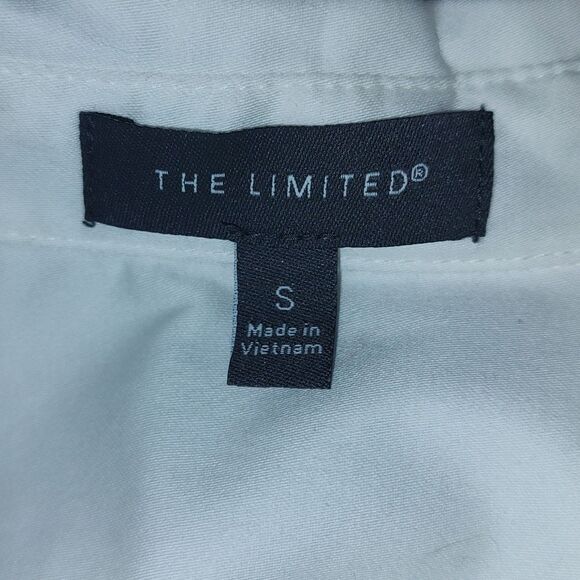 THE LIMITED®
S
Made in
Vietnam